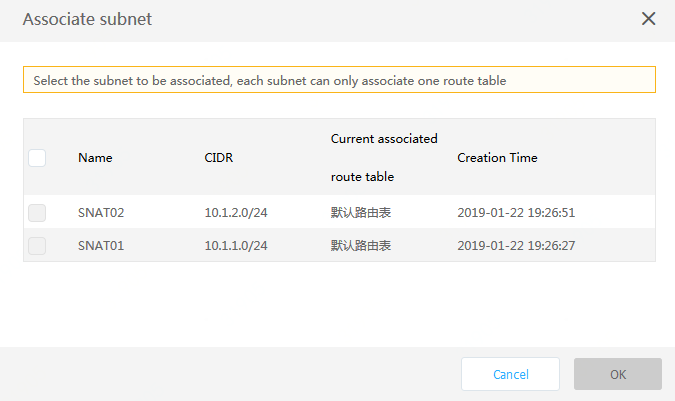 Associate subnet
Select the subnet to be associated, each subnet can only associate one route table
Name CIDR Current associated route table Creation Time
SNAT02 10.1.2.0/24 默认路由表 2019-01-22 19:26:51
SNAT01 10.1.1.0/24 默认路由表 2019-01-22 19:26:27
Cancel OK